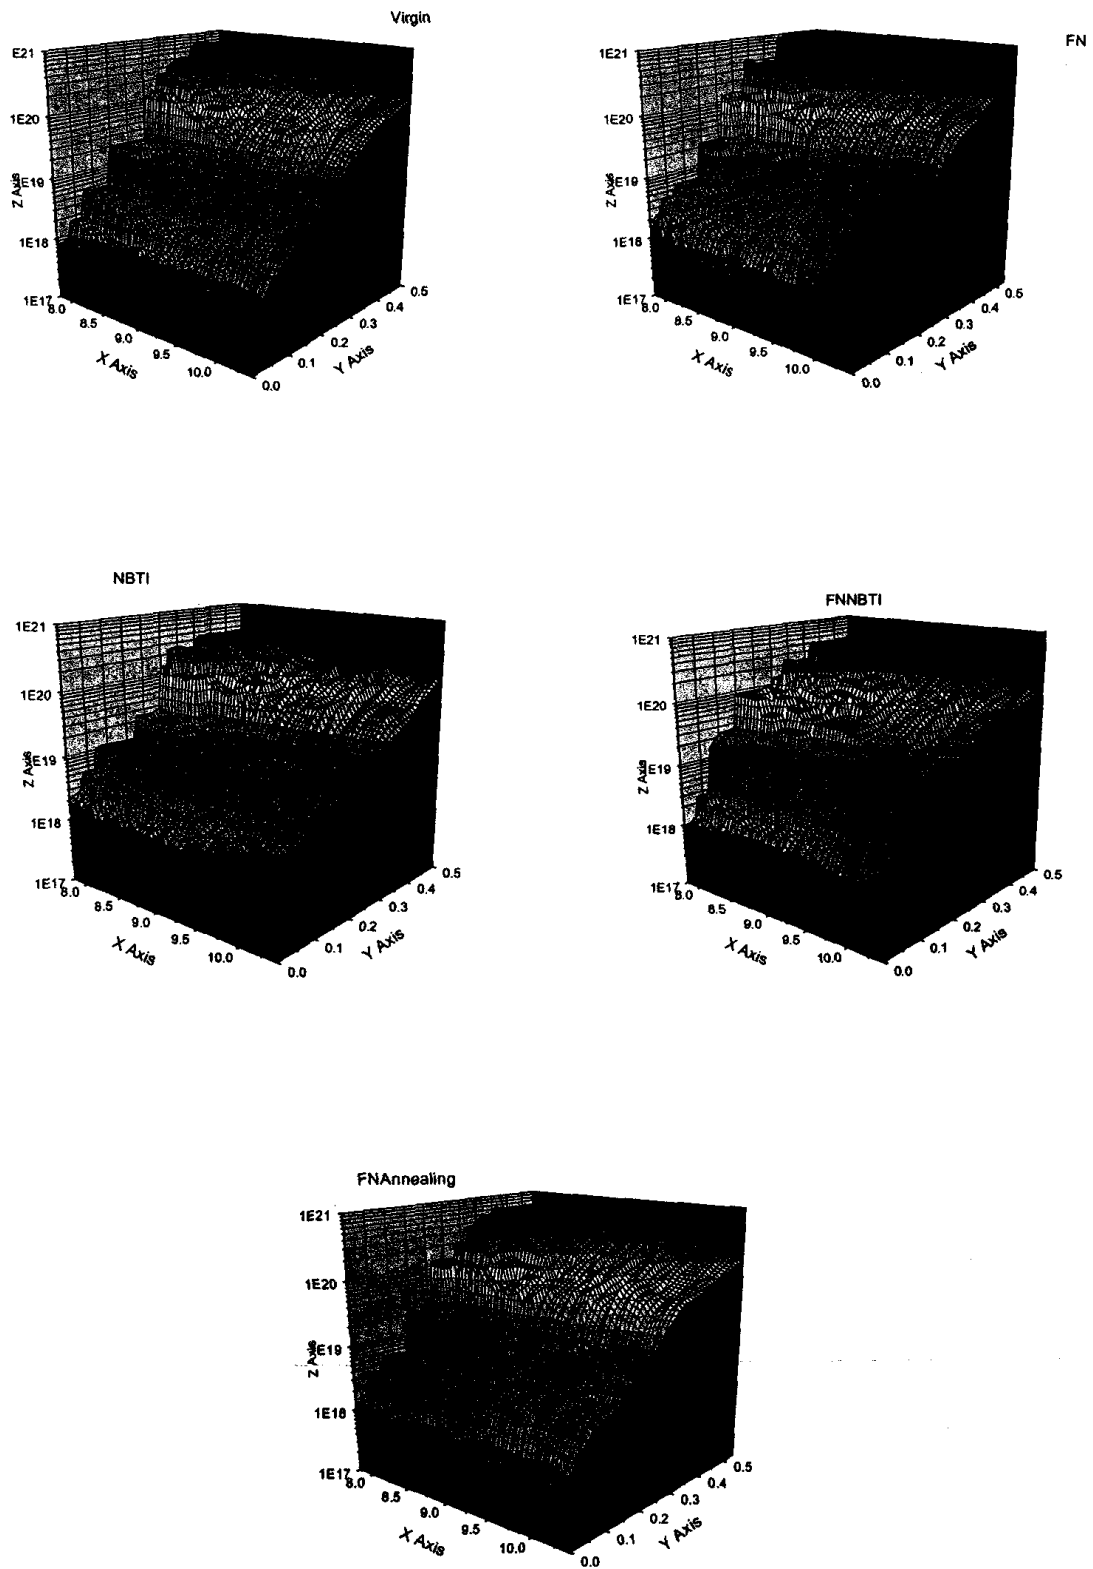 Virgin
E21
1E20
1E19
1E18
1E17
Z Axis
8.0
8.5
9.0
9.5
10.0
X Axis
0.0
0.1
0.2
0.3
0.4
0.5
Y Axis
FN
1E21
1E20
1E19
1E18
1E17
Z Axis
8.0
8.5
9.0
9.5
10.0
X Axis
0.0
0.1
0.2
0.3
0.4
0.5
Y Axis
NBTI
1E21
1E20
1E19
1E18
1E17
Z Axis
8.0
8.5
9.0
9.5
10.0
X Axis
0.0
0.1
0.2
0.3
0.4
0.5
Y Axis
FNNBTI
1E21
1E20
1E19
1E18
1E17
Z Axis
8.0
8.5
9.0
9.5
10.0
X Axis
0.0
0.1
0.2
0.3
0.4
0.5
Y Axis
FNAnnealing
1E21
1E20
1E19
1E18
1E17
Z Axis
8.0
8.5
9.0
9.5
10.0
X Axis
0.0
0.1
0.2
0.3
0.4
0.5
Y Axis